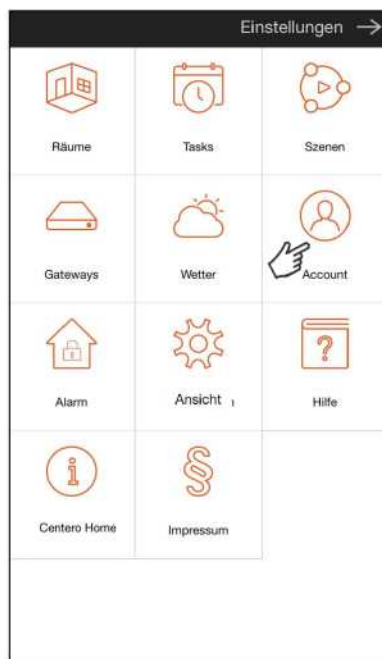 Einstellungen →
Räume
Tasks
Szenen
Gateways
Wetter
Account
Alarm
Ansicht
?
Hilfe
i
Centero Home
§
Impressum